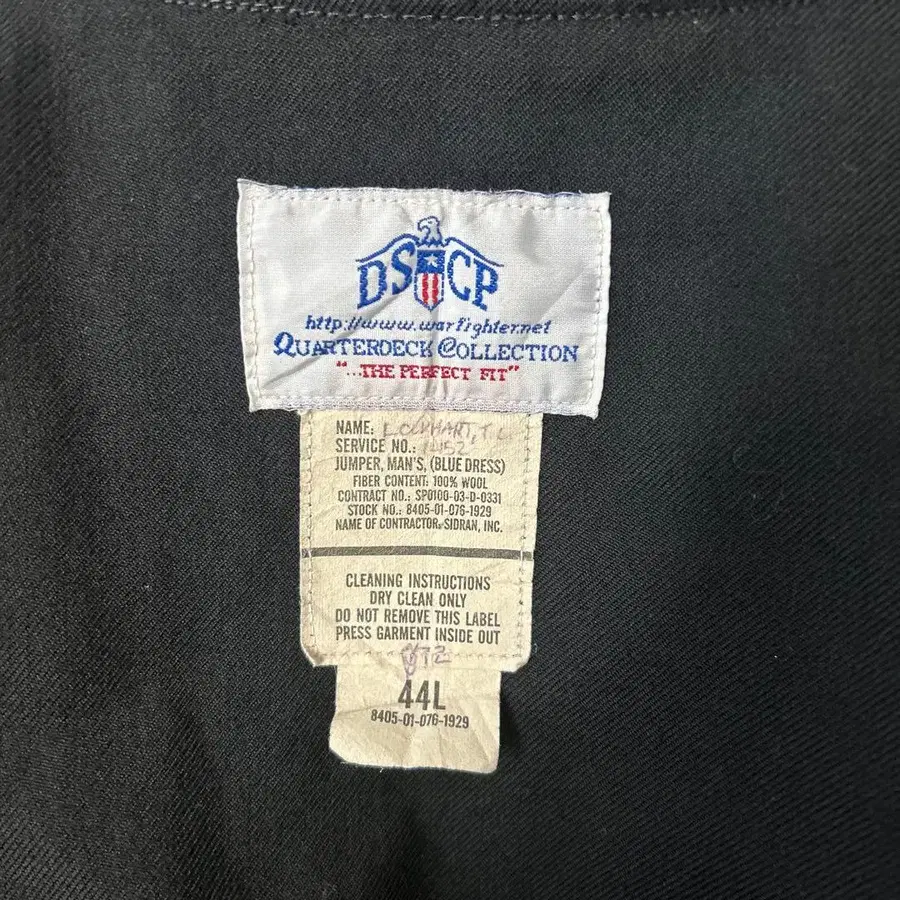 DSCP
http://www.warfighter.net
QUARTERDECK COLLECTION
"...THE PERFECT FIT"
NAME: LOCKHART, T.C.
SERVICE NO.:
JUMPER, MAN'S, (BLUE DRESS)
FIBER CONTENT: 100% WOOL
CONTRACT NO.: SP0100-03-D-0331
STOCK NO.: 8405-01-076-1929
NAME OF CONTRACTOR: SIDRAN, INC.
CLEANING INSTRUCTIONS
DRY CLEAN ONLY
DO NOT REMOVE THIS LABEL
PRESS GARMENT INSIDE OUT
44L
8405-01-076-1929